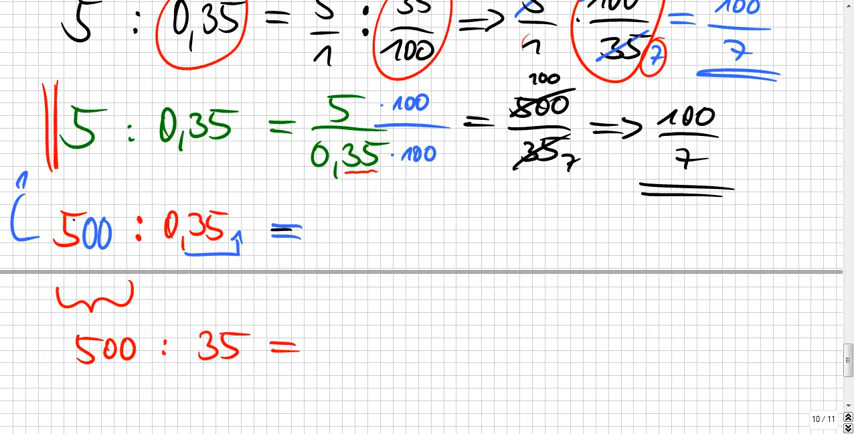 5 : 0,35 = 5/1 : 35/100 => 5/1 · 100/35 7 = 100/7
5 : 0,35 = 5 · 100 / 0,35 · 100 = 100 500 / 35 7 => 100/7
500 : 0,35 =
500 : 35 =
10 / 11